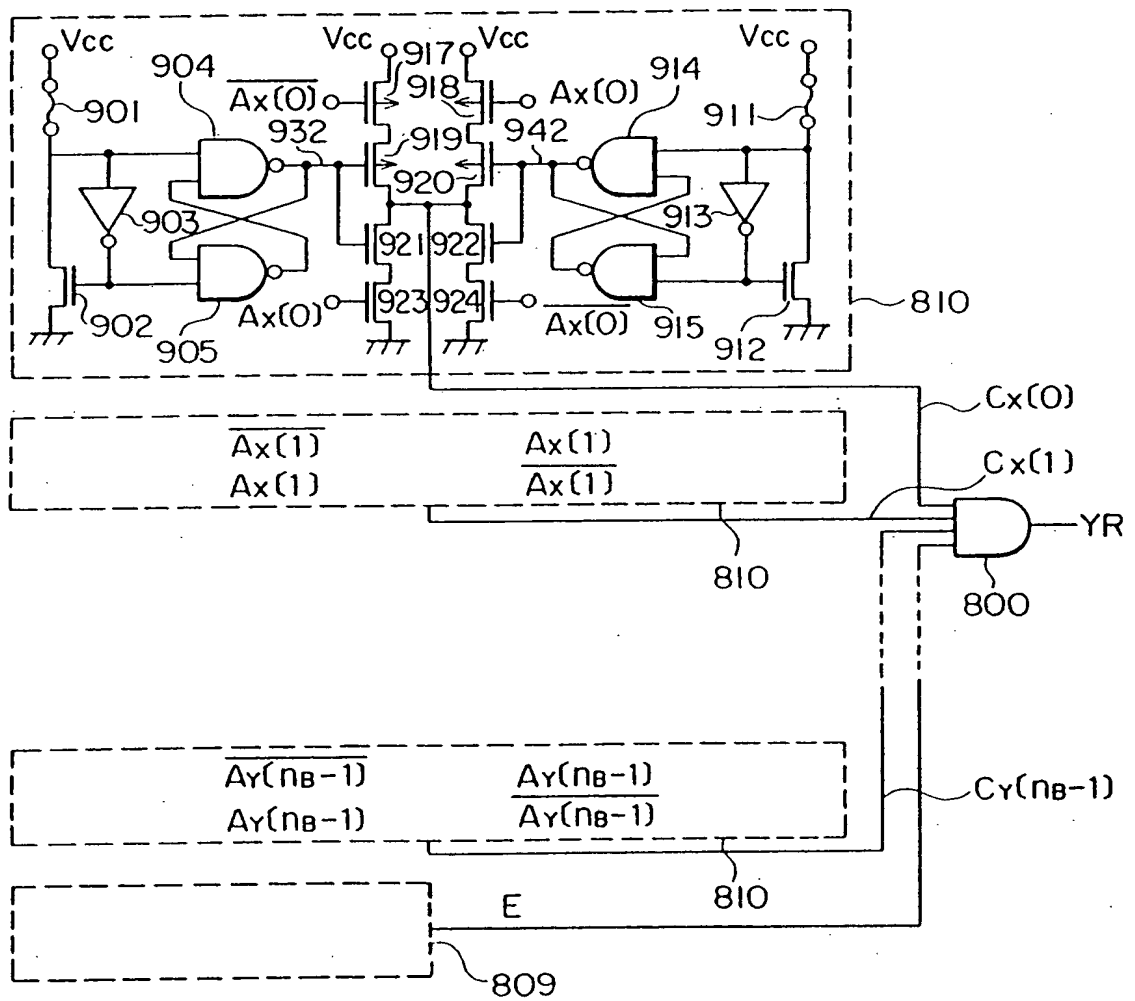 Vcc
Vcc
Vcc
Vcc
904
917
914
901
Ax(0)
918
Ax(0)
911
932
919
942
920
903
913
921
922
Ax(0)
923
924
Ax(0)
902
905
915
912
810
Cx(0)
Ax(1)
Ax(1)
Cx(1)
Ax(1)
Ax(1)
YR
810
800
AY(nB-1)
AY(nB-1)
CY(nB-1)
AY(nB-1)
AY(nB-1)
810
E
809